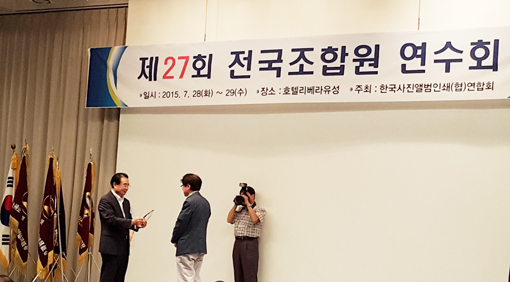 제27회 전국조합원 연수회
»일시 : 2015. 7. 28(화) ~ 29(수) »장소 : 호텔리베라유성 »주최 : 한국사진앨범인쇄(협)연합회